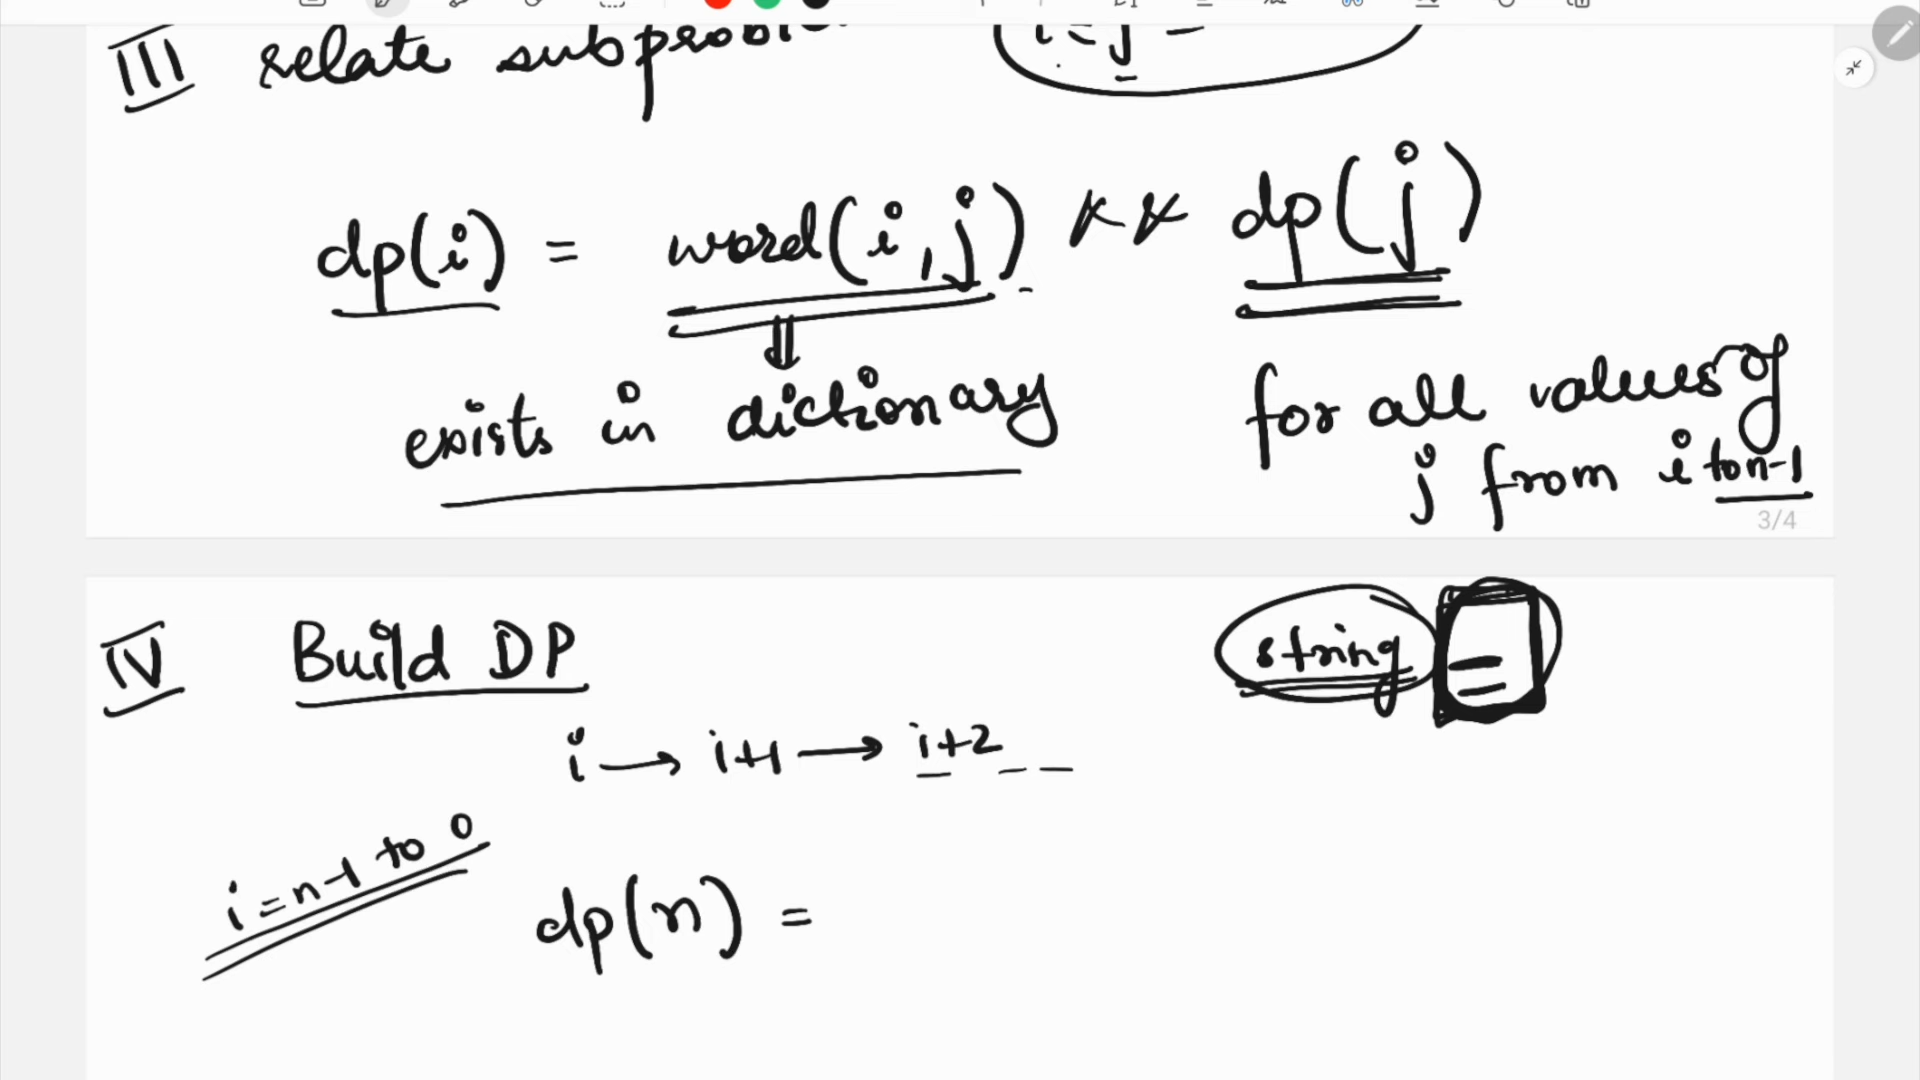 III relate subproble
i = j -
dp(i) = word(i,j) && dp(j)
exists in dictionary
for all values of
j from i to n-1
3/4
IV Build DP
string
i → i+1 → i+2 _ _
i = n-1 to 0
dp(n) =